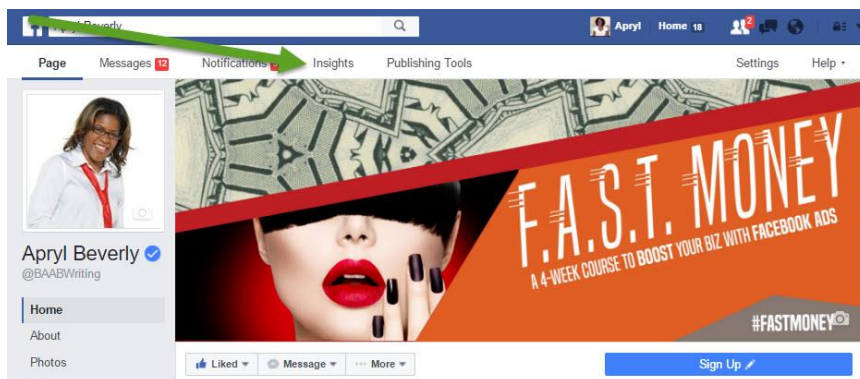 Apryl Beverly
Apryl Home 18 2
Page Messages 12 Notifications Insights Publishing Tools Settings Help
F.A.S.T. MONEY
A 4-WEEK COURSE TO BOOST YOUR BIZ WITH FACEBOOK ADS
#FASTMONEY
Apryl Beverly
@BAABWriting
Home
About
Photos
Liked Message ... More
Sign Up